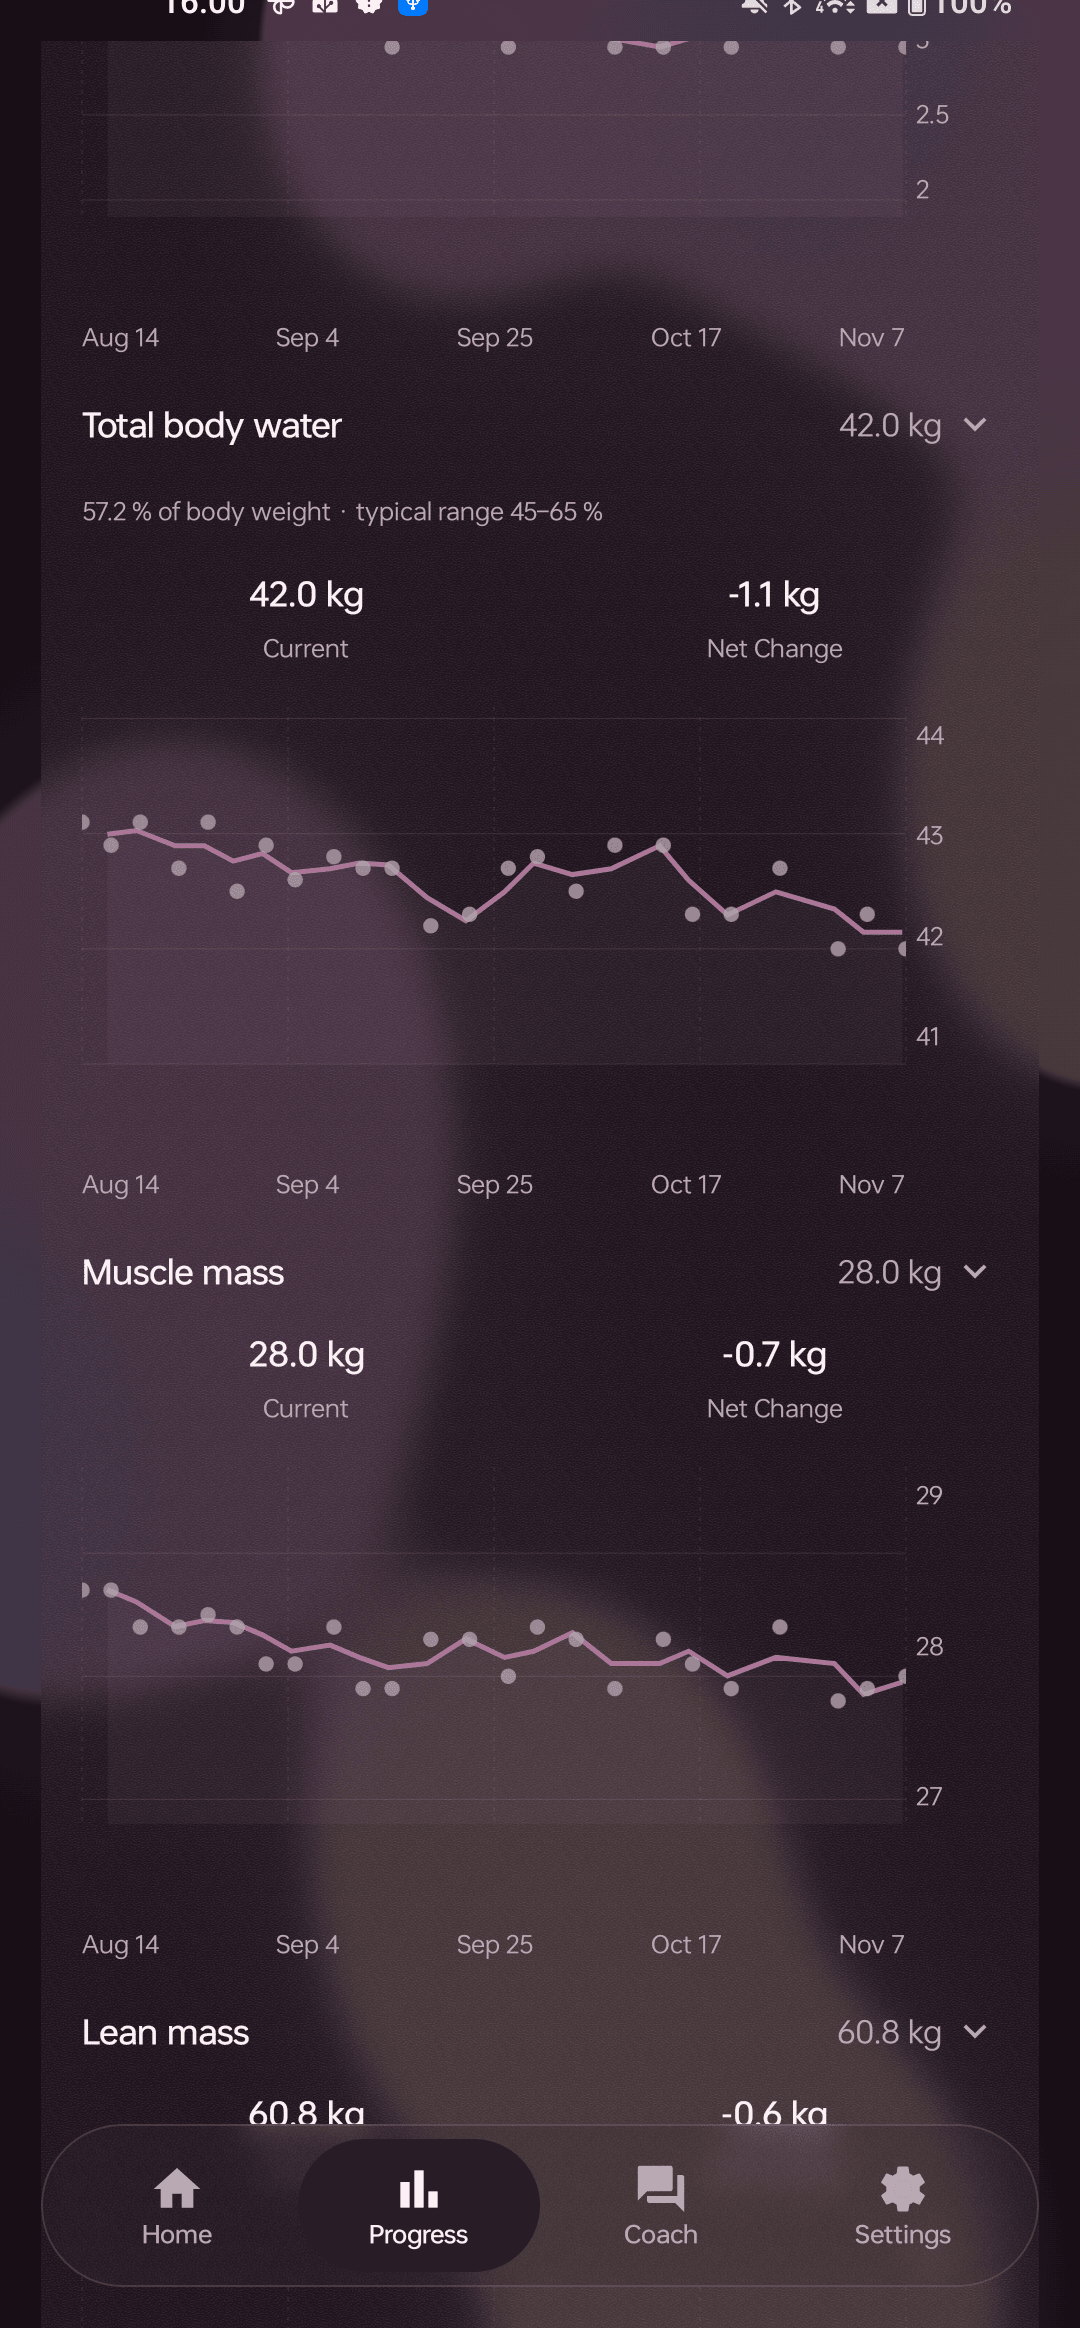 16:00 100%
3
2.5
2
Aug 14 Sep 4 Sep 25 Oct 17 Nov 7
Total body water 42.0 kg
57.2 % of body weight · typical range 45–65 %
42.0 kg -1.1 kg
Current Net Change
44
43
42
41
Aug 14 Sep 4 Sep 25 Oct 17 Nov 7
Muscle mass 28.0 kg
28.0 kg -0.7 kg
Current Net Change
29
28
27
Aug 14 Sep 4 Sep 25 Oct 17 Nov 7
Lean mass 60.8 kg
60.8 kg -0.6 kg
Home Progress Coach Settings